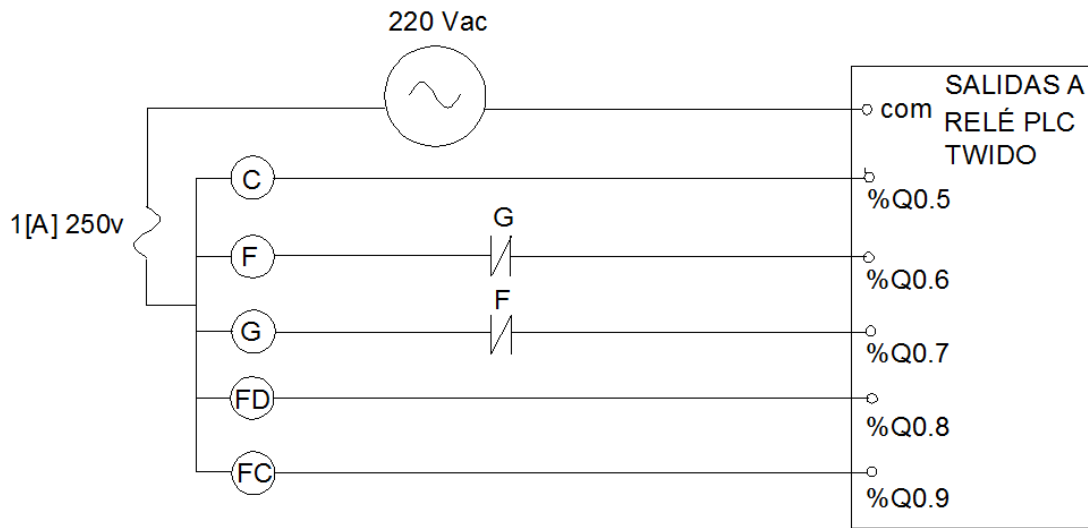 220 Vac
SALIDAS A
RELÉ PLC
TWIDO
com
C
%Q0.5
1[A] 250v
G
F
%Q0.6
F
G
%Q0.7
FD
%Q0.8
FC
%Q0.9